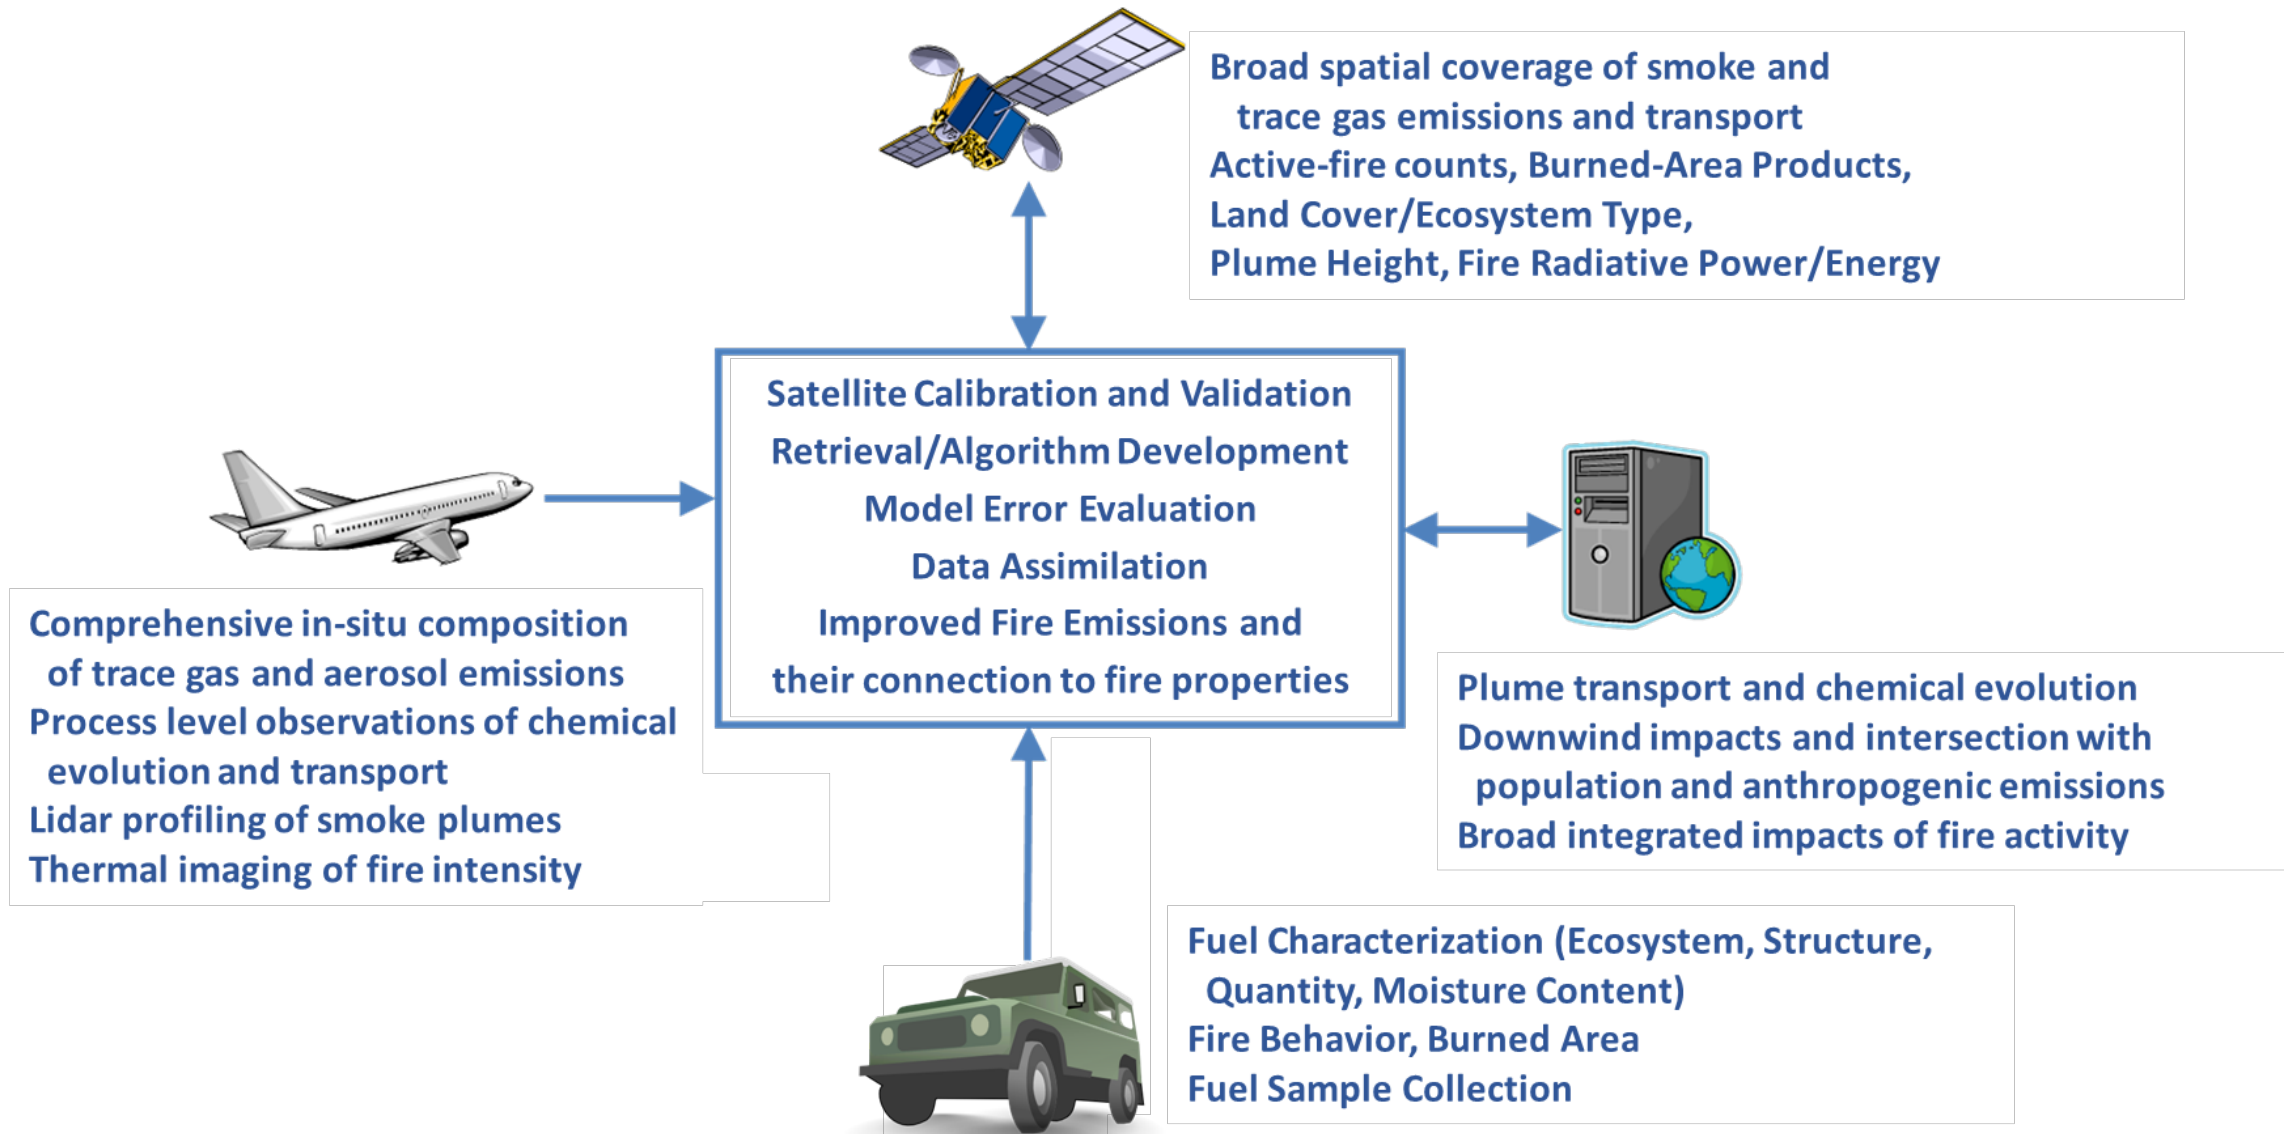 Broad spatial coverage of smoke and
trace gas emissions and transport
Active-fire counts, Burned-Area Products,
Land Cover/Ecosystem Type,
Plume Height, Fire Radiative Power/Energy
Satellite Calibration and Validation
Retrieval/Algorithm Development
Model Error Evaluation
Data Assimilation
Improved Fire Emissions and
their connection to fire properties
Comprehensive in-situ composition
of trace gas and aerosol emissions
Process level observations of chemical
evolution and transport
Lidar profiling of smoke plumes
Thermal imaging of fire intensity
Plume transport and chemical evolution
Downwind impacts and intersection with
population and anthropogenic emissions
Broad integrated impacts of fire activity
Fuel Characterization (Ecosystem, Structure,
Quantity, Moisture Content)
Fire Behavior, Burned Area
Fuel Sample Collection